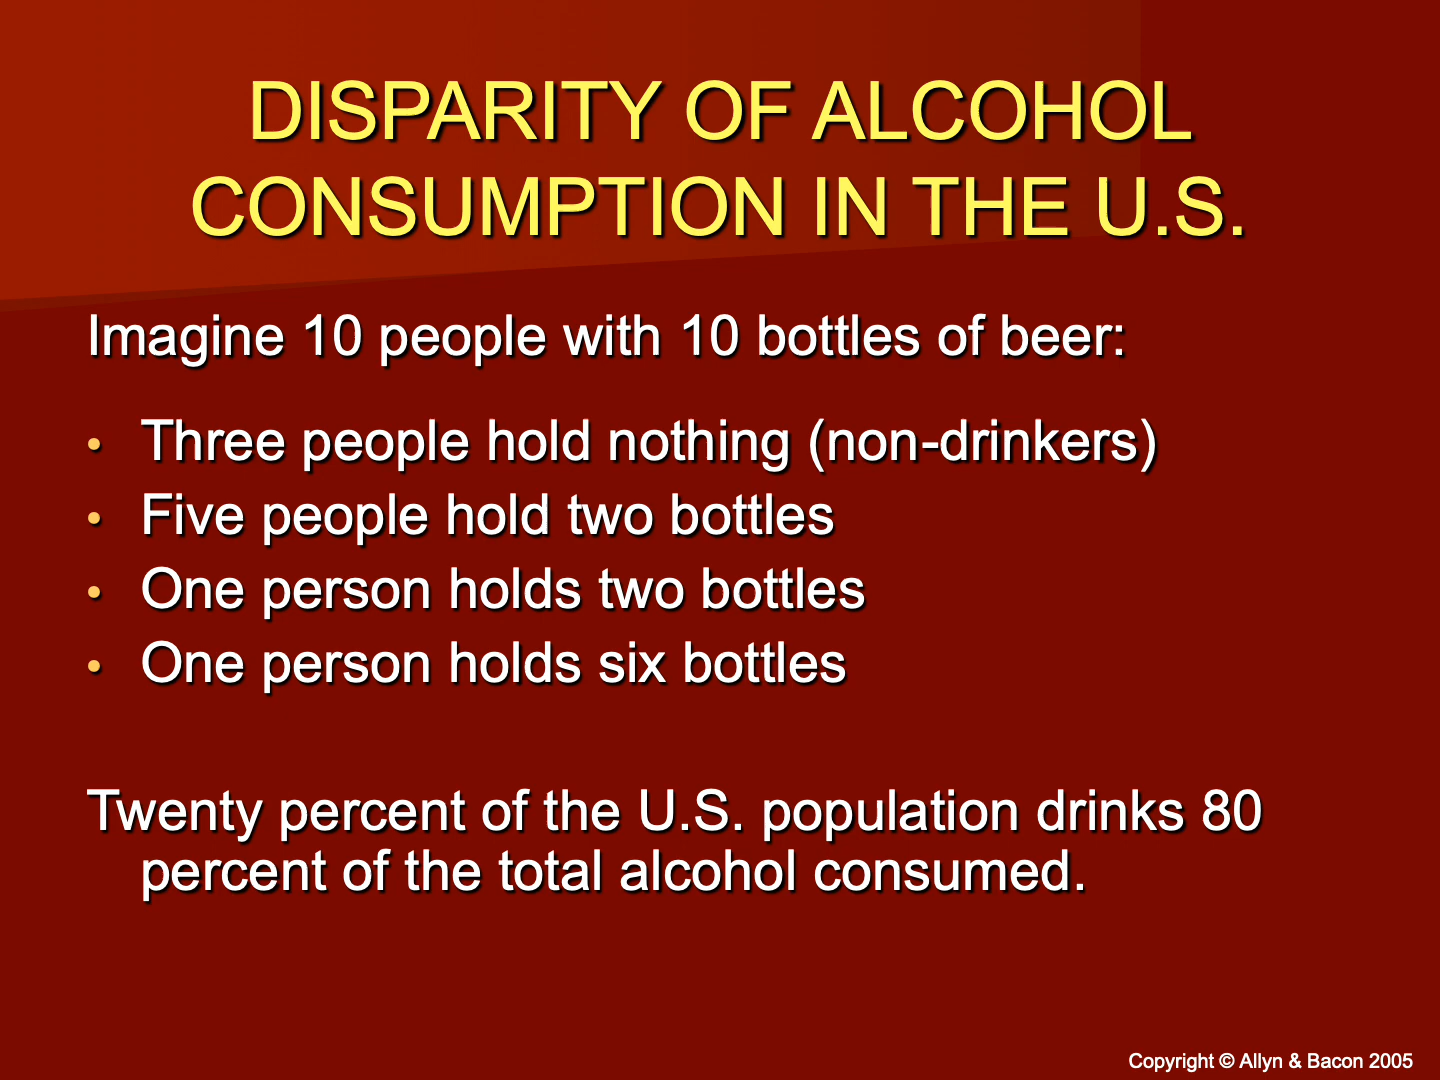 DISPARITY OF ALCOHOL
CONSUMPTION IN THE U.S.
Imagine 10 people with 10 bottles of beer:
• Three people hold nothing (non-drinkers)
• Five people hold two bottles
• One person holds two bottles
• One person holds six bottles
Twenty percent of the U.S. population drinks 80
percent of the total alcohol consumed.
Copyright © Allyn & Bacon 2005